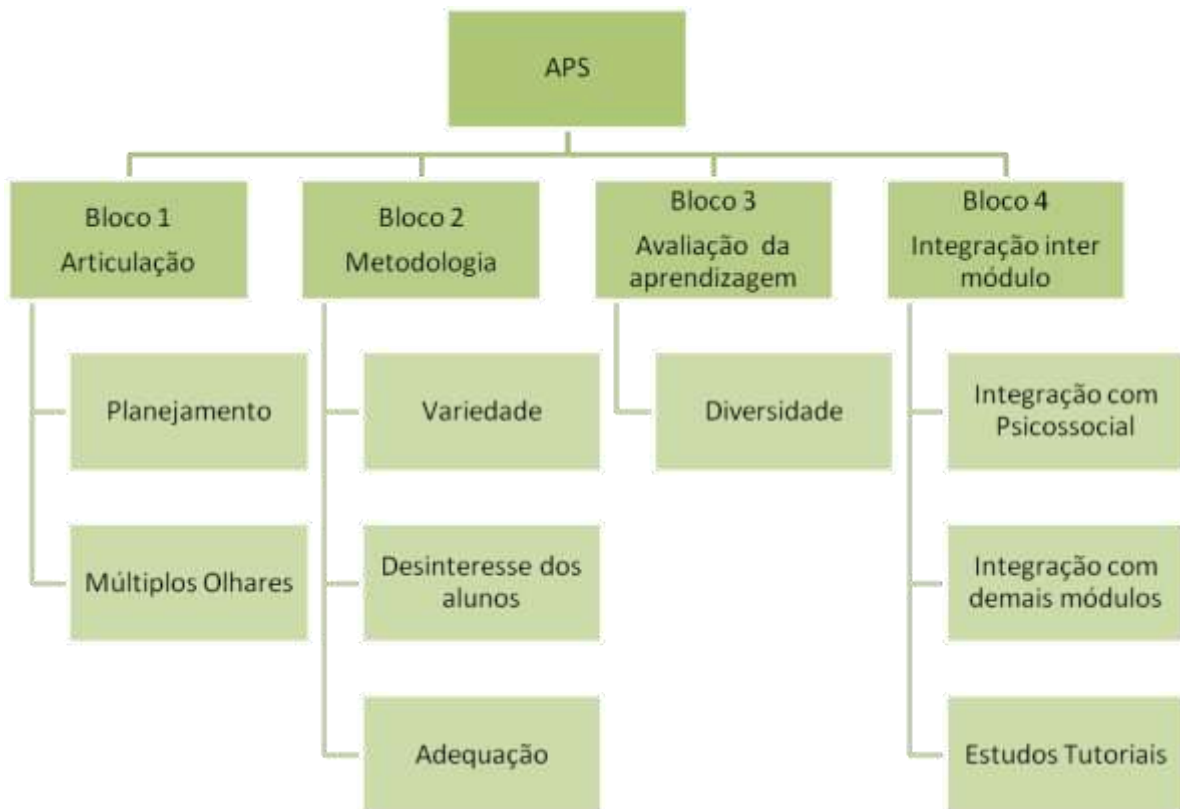 APS
Bloco 1
Articulação
Bloco 2
Metodologia
Bloco 3
Avaliação da
aprendizagem
Bloco 4
Integração inter
módulo
Planejamento
Múltiplos Olhares
Variedade
Desinteresse dos
alunos
Adequação
Diversidade
Integração com
Psicossocial
Integração com
demais módulos
Estudos Tutoriais